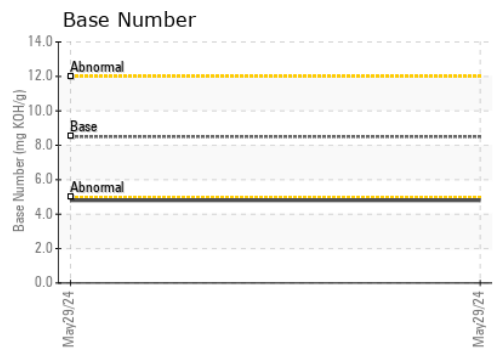 Base Number
14.0
Abnormal
12.0
10.0
Base
8.0
6.0
Abnormal
4.0
2.0
0.0
Base Number (mg KOH/g)
May29/24
May29/24